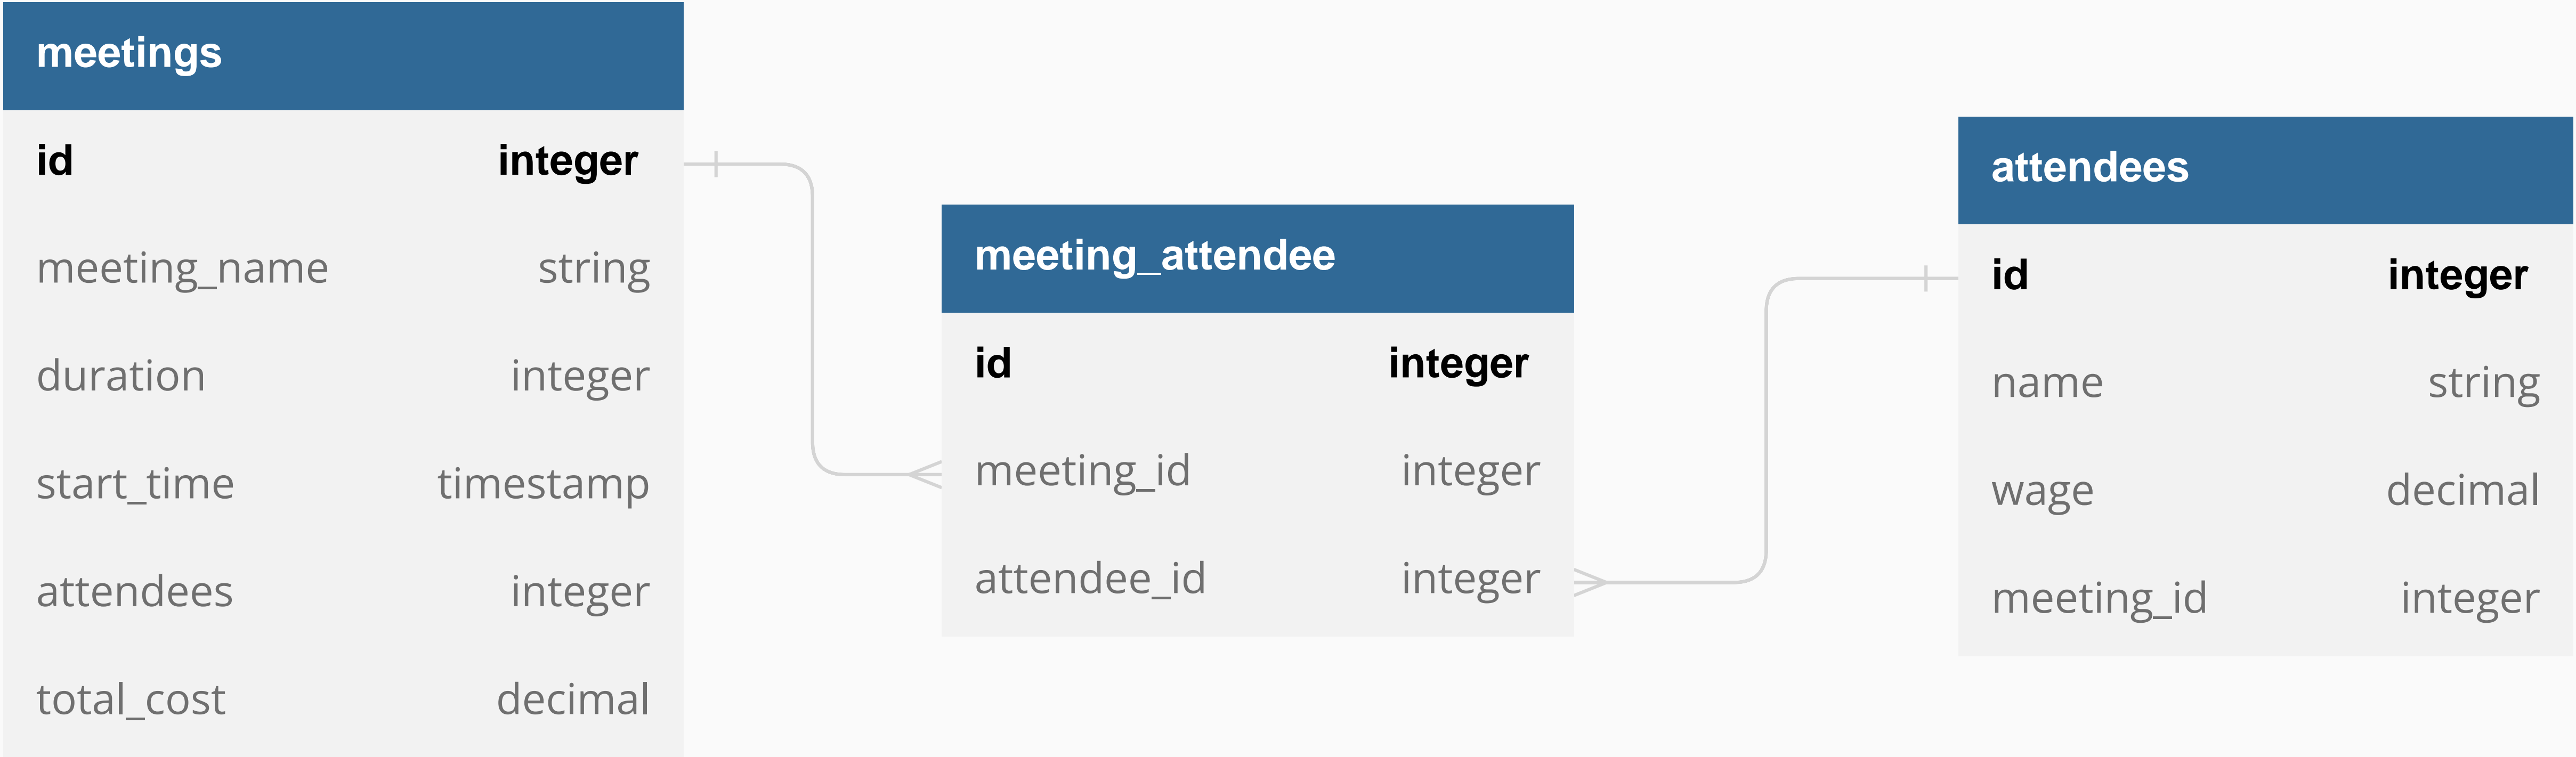 meetings
id integer
meeting_name string
duration integer
start_time timestamp
attendees integer
total_cost decimal
meeting_attendee
id integer
meeting_id integer
attendee_id integer
attendees
id integer
name string
wage decimal
meeting_id integer